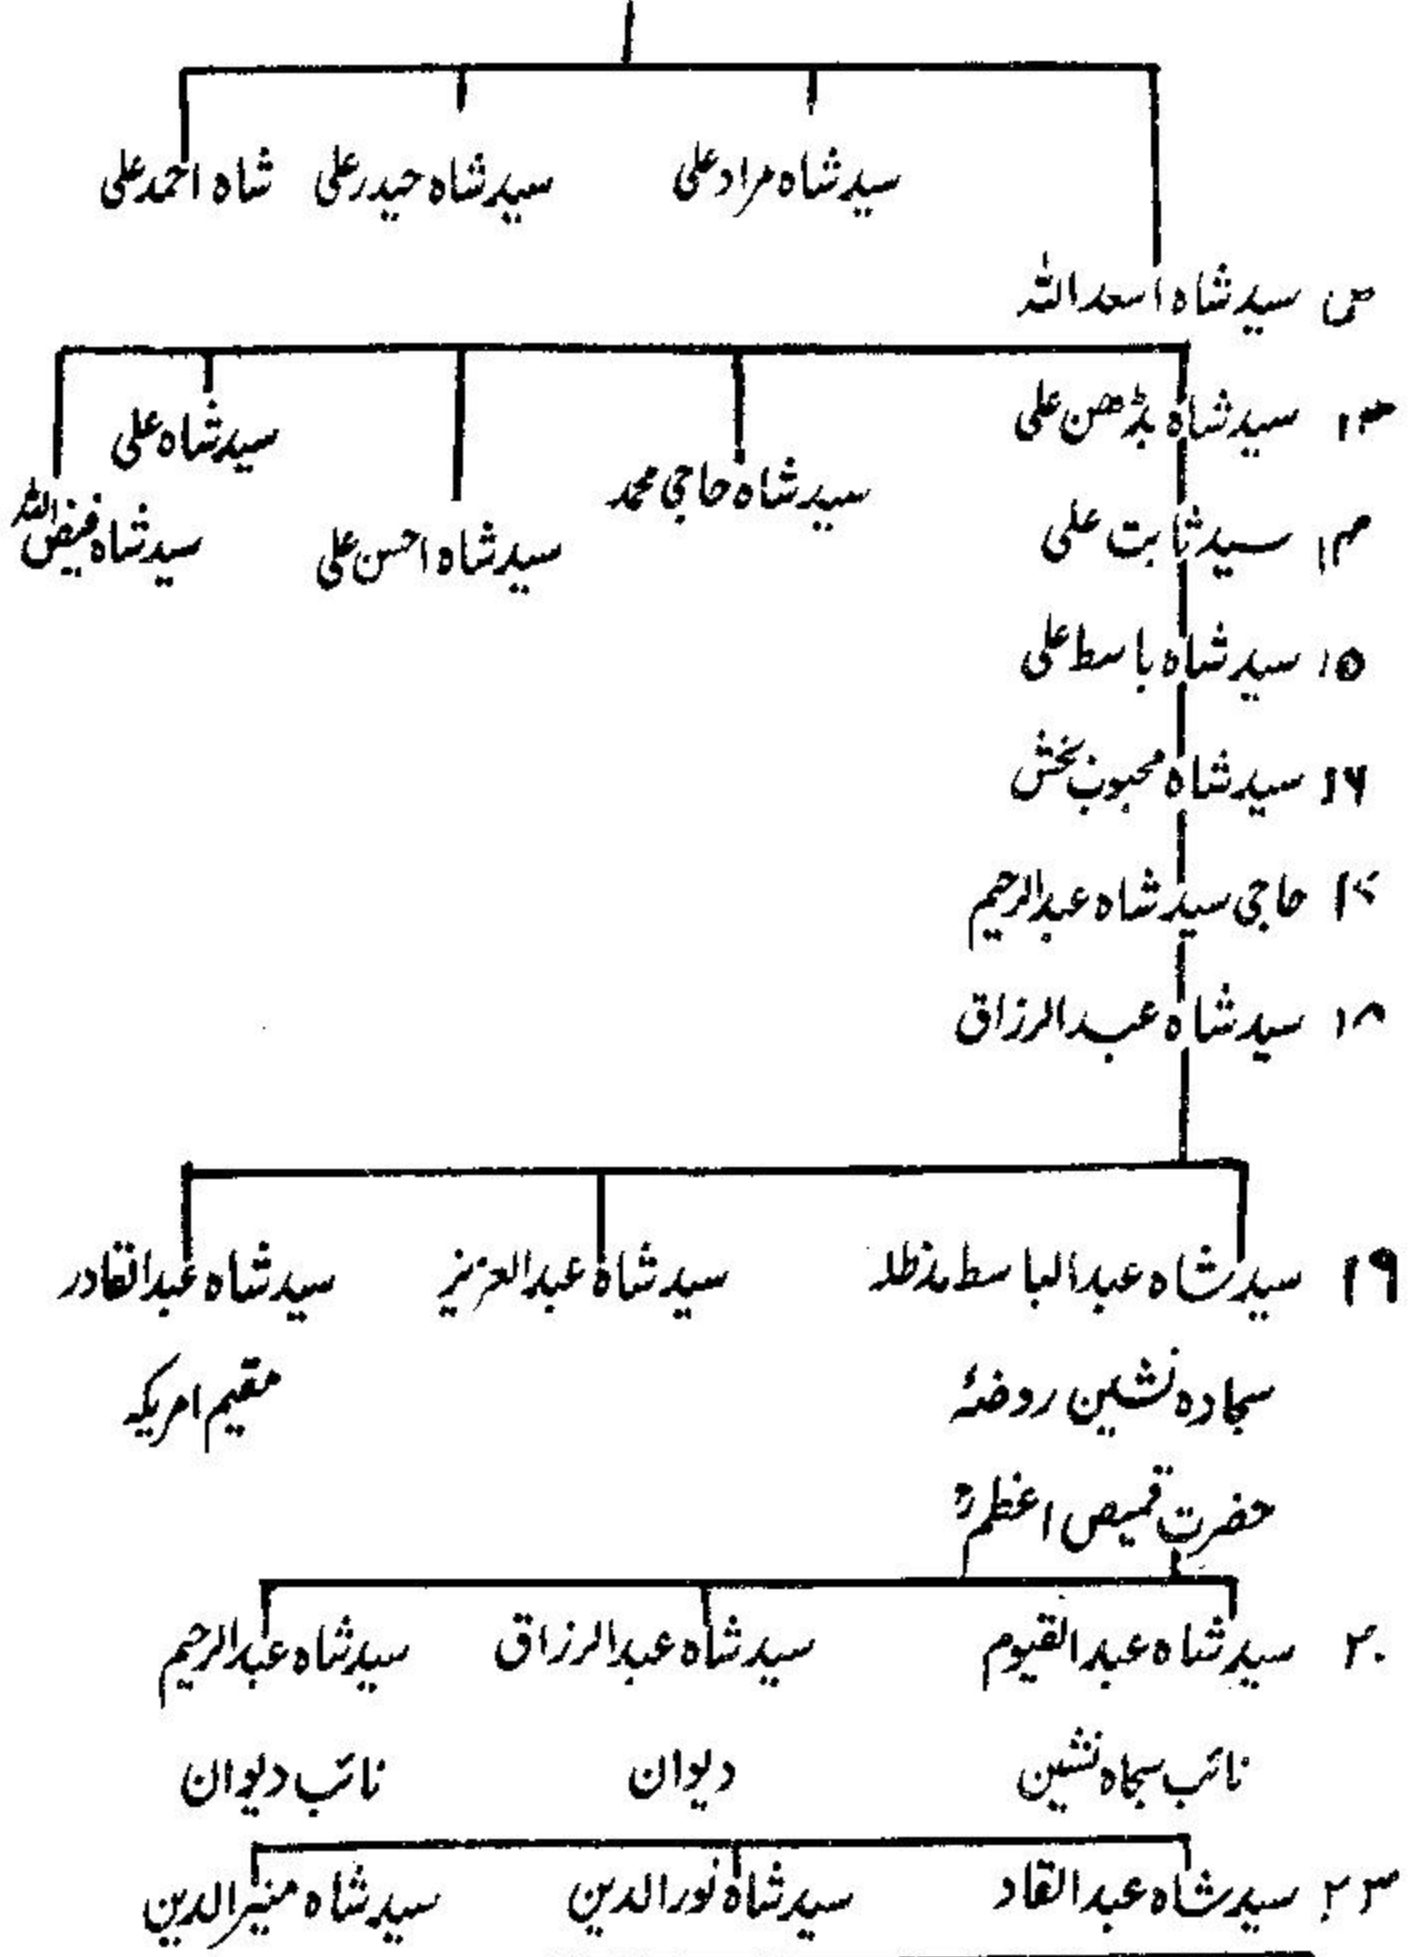 سید شاہ مراد علی سید شاہ حیدر علی شاہ احمد علی
سید شاہ اسعد اللہ
۱۳ سید شاہ بڈھن علی
سید شاہ علی
سید شاہ حاجی محمد
سید شاہ فیض اللہ
۱۴ سید ثابت علی
سید شاہ احسن علی
۱۵ سید شاہ باسط علی
۱۶ سید شاہ محبوب بخش
۱۷ حاجی سید شاہ عبدالرحیم
۱۸ سید شاہ عبدالرزاق
۱۹ سید شاہ عبدالباسط مدظلہ سید شاہ عبدالعزیز سید شاہ عبدالقادر
سجادہ نشین روضۂ مقیم امریکہ
حضرت قمیص اعظمؒ
۲۰ سید شاہ عبدالقیوم سید شاہ عبدالرزاق سید شاہ عبدالرحیم
نائب سجاہ نشین دیوان نائب دیوان
۲۳ سید شاہ عبدالقاد سید شاہ نورالدین سید شاہ منیرالدین